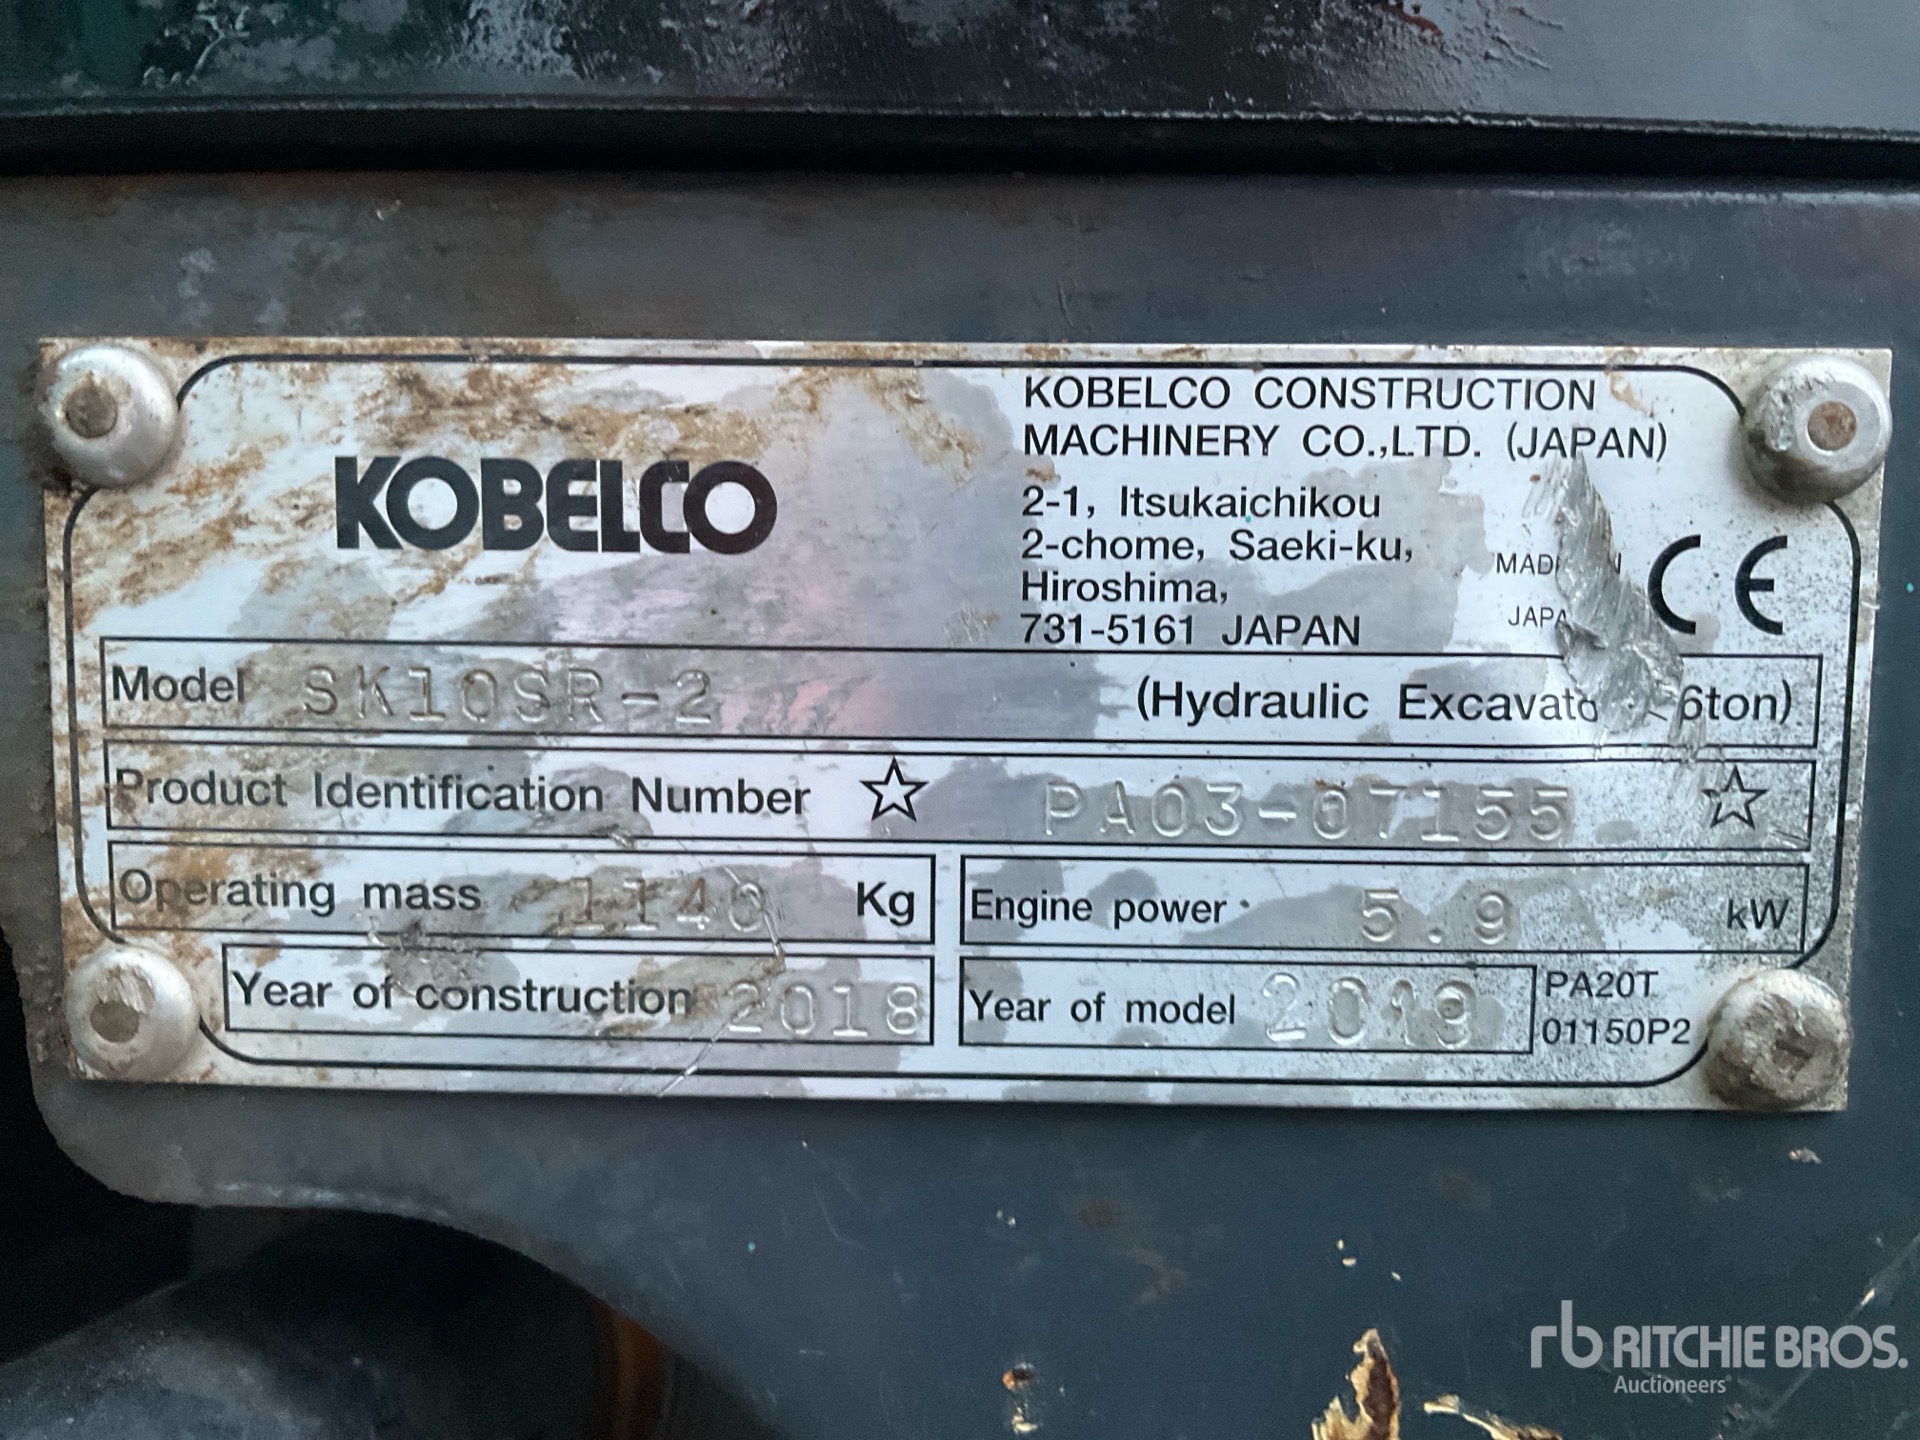 KOBELCO
KOBELCO CONSTRUCTION
MACHINERY CO.,LTD. (JAPAN)
2-1, Itsukaichikou
2-chome, Saeki-ku,
Hiroshima,
731-5161 JAPAN
CE
Model SK10SR-2 (Hydraulic
Product Identification Number ☆ PA03-07155 ☆
Operating mass 1140 Kg
Engine power 5.9 kW
Year of construction 2018
Year of model 2019
PA20T
01150P2
rb RITCHIE BROS.
Auctioneers